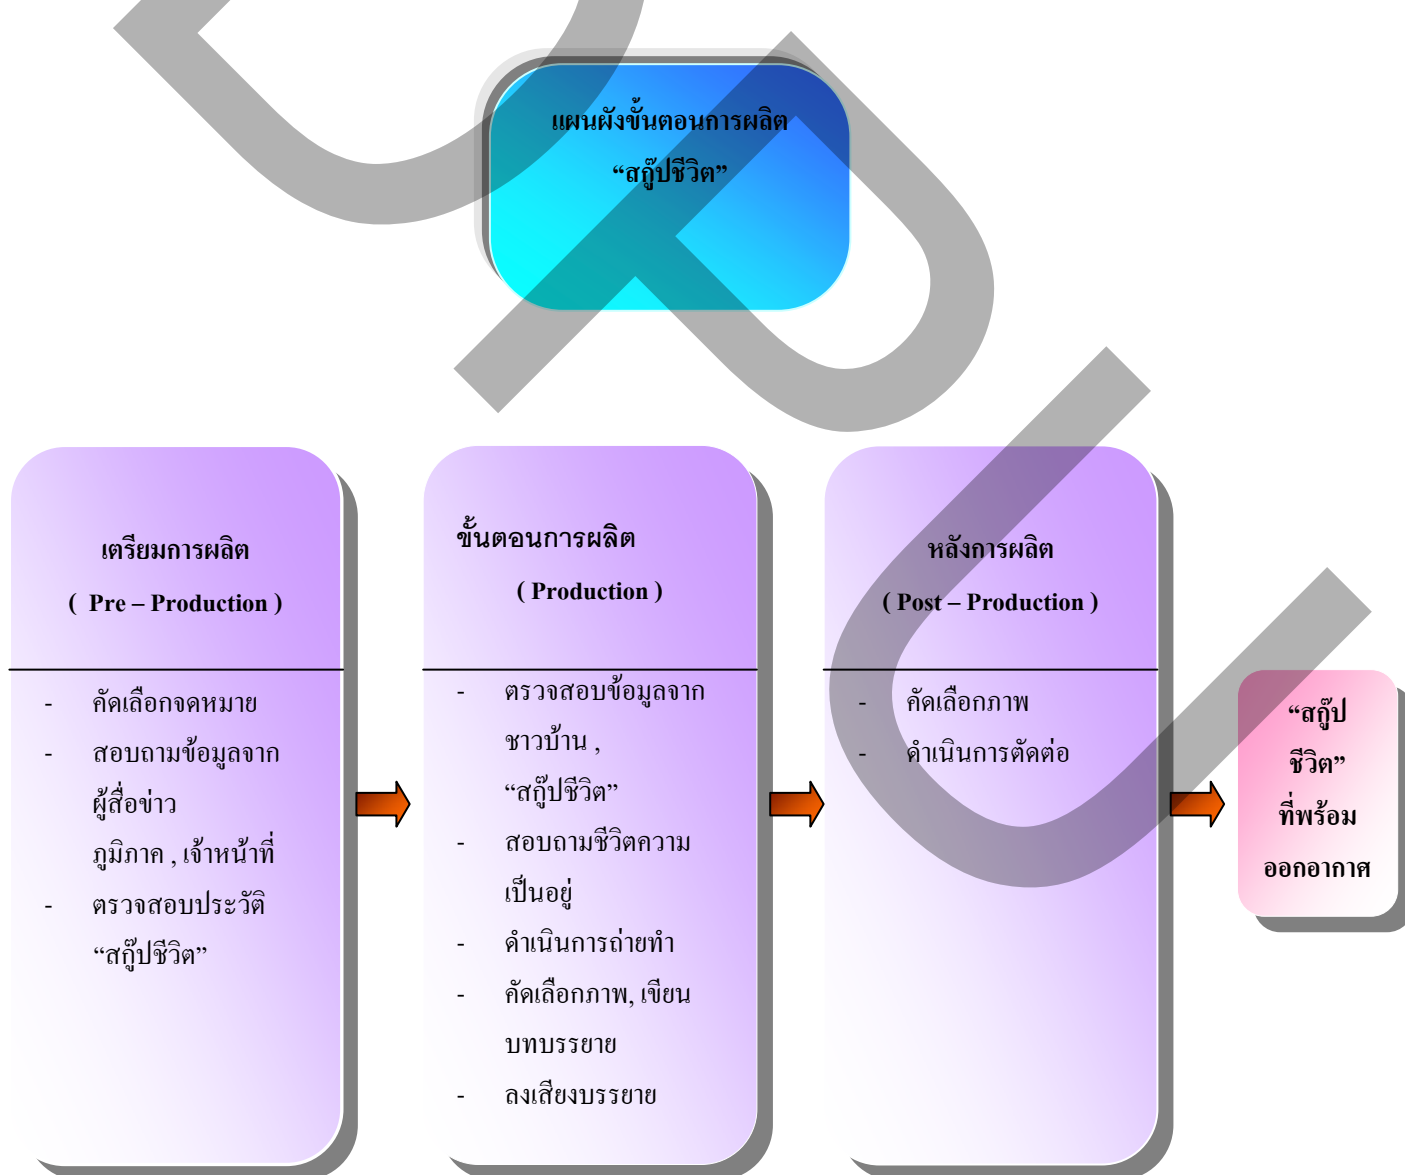 แผนผังขั้นตอนการผลิต
“สกู๊ปชีวิต”
เตรียมการผลิต
( Pre – Production )
- คัดเลือกจดหมาย
- สอบถามข้อมูลจาก
ผู้สื่อข่าว
ภูมิภาค , เจ้าหน้าที่
- ตรวจสอบประวัติ
“สกู๊ปชีวิต”
ขั้นตอนการผลิต
( Production )
- ตรวจสอบข้อมูลจาก
ชาวบ้าน ,
“สกู๊ปชีวิต”
- สอบถามชีวิตความ
เป็นอยู่
- ดำเนินการถ่ายทำ
- คัดเลือกภาพ, เขียน
บทบรรยาย
- ลงเสียงบรรยาย
หลังการผลิต
( Post – Production )
- คัดเลือกภาพ
- ดำเนินการตัดต่อ
“สกู๊ป
ชีวิต”
ที่พร้อม
ออกอากาศ